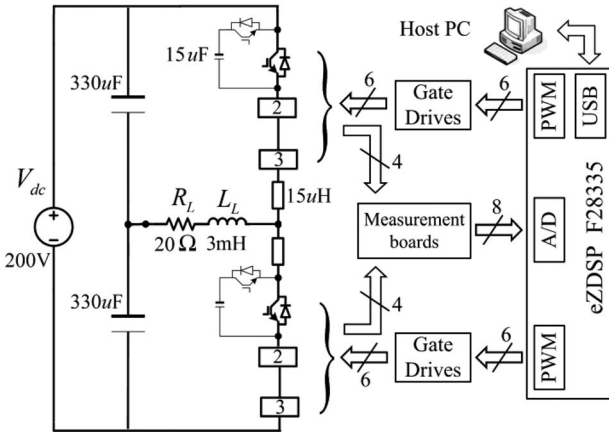 15uF
330uF
2
3
15uH
V_dc
200V
R_L
L_L
20 Ω
3mH
330uF
2
3
Host PC
6
Gate
Drives
6
PWM
USB
4
Measurement
boards
8
A/D
eZDSP F28335
4
6
Gate
Drives
6
PWM